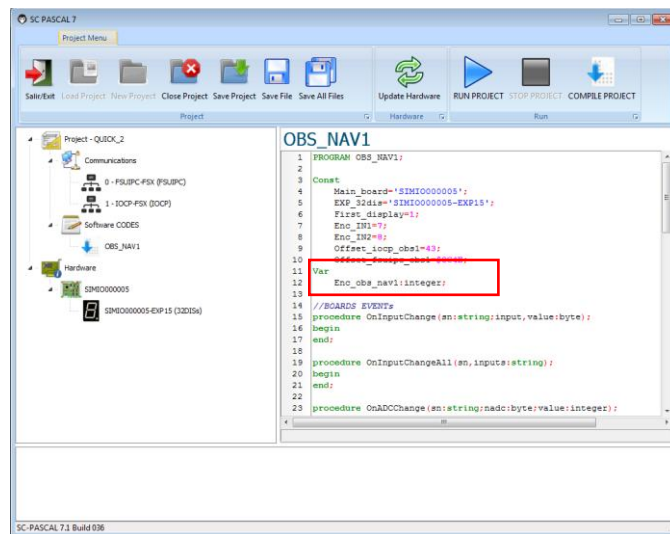 SC PASCAL 7
Project Menu
Salir/Exit Load Project New Proyect Close Project Save Project Save File Save All Files Update Hardware RUN PROJECT STOP PROJECT COMPILE PROJECT
Project Hardware Run
Project - QUICK_2
Communications
0 - FSUIPC-FSX (FSUIPC)
1 - IOCP-FSX (IOCP)
Software CODES
OBS_NAV1
Hardware
SIMIO000005
SIMIO000005-EXP15 (32DISs)
OBS_NAV1
1 PROGRAM OBS_NAV1;
2
3 Const
4 Main_board='SIMIO000005';
5 EXP_32dis='SIMIO000005-EXP15';
6 First_display=1;
7 Enc_IN1=7;
8 Enc_IN2=8;
9 Offset_iocp_obs1=43;
10
11 Var
12 Enc_obs_nav1:integer;
13
14 //BOARDS EVENTs
15 procedure OnInputChange(sn:string;input,value:byte);
16 begin
17 end;
18
19 procedure OnInputChangeAll(sn,inputs:string);
20 begin
21 end;
22
23 procedure OnADCChange(sn:string;nadc:byte;value:integer);
SC-PASCAL 7.1 Build 036